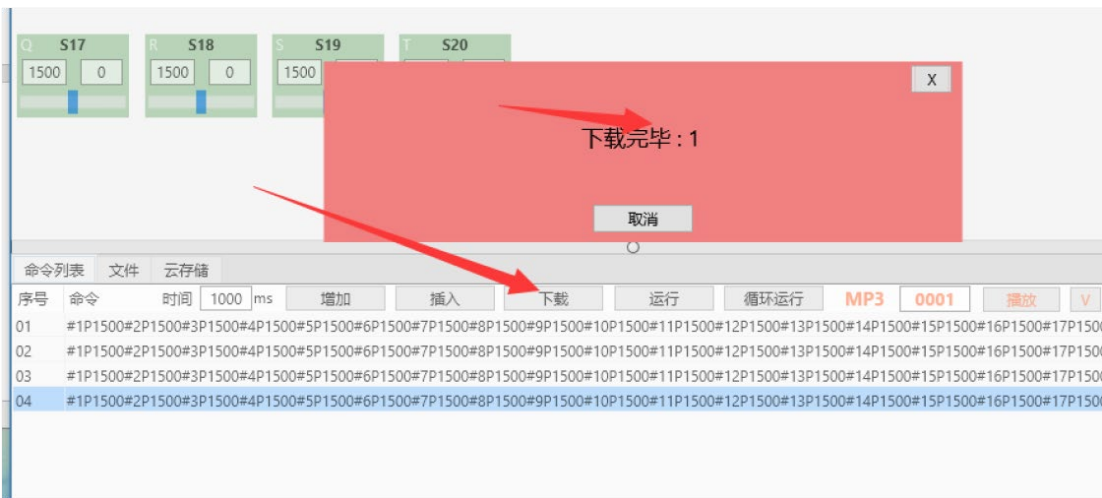 Q S17 R S18 S S19 T S20
1500 0 1500 0 1500
X
下载完毕 : 1
取消
命令列表 文件 云存储
序号 命令 时间 1000 ms 增加 插入 下载 运行 循环运行 MP3 0001 播放 V
01 #1P1500#2P1500#3P1500#4P1500#5P1500#6P1500#7P1500#8P1500#9P1500#10P1500#11P1500#12P1500#13P1500#14P1500#15P1500#16P1500#17P1500
02 #1P1500#2P1500#3P1500#4P1500#5P1500#6P1500#7P1500#8P1500#9P1500#10P1500#11P1500#12P1500#13P1500#14P1500#15P1500#16P1500#17P1500
03 #1P1500#2P1500#3P1500#4P1500#5P1500#6P1500#7P1500#8P1500#9P1500#10P1500#11P1500#12P1500#13P1500#14P1500#15P1500#16P1500#17P1500
04 #1P1500#2P1500#3P1500#4P1500#5P1500#6P1500#7P1500#8P1500#9P1500#10P1500#11P1500#12P1500#13P1500#14P1500#15P1500#16P1500#17P1500